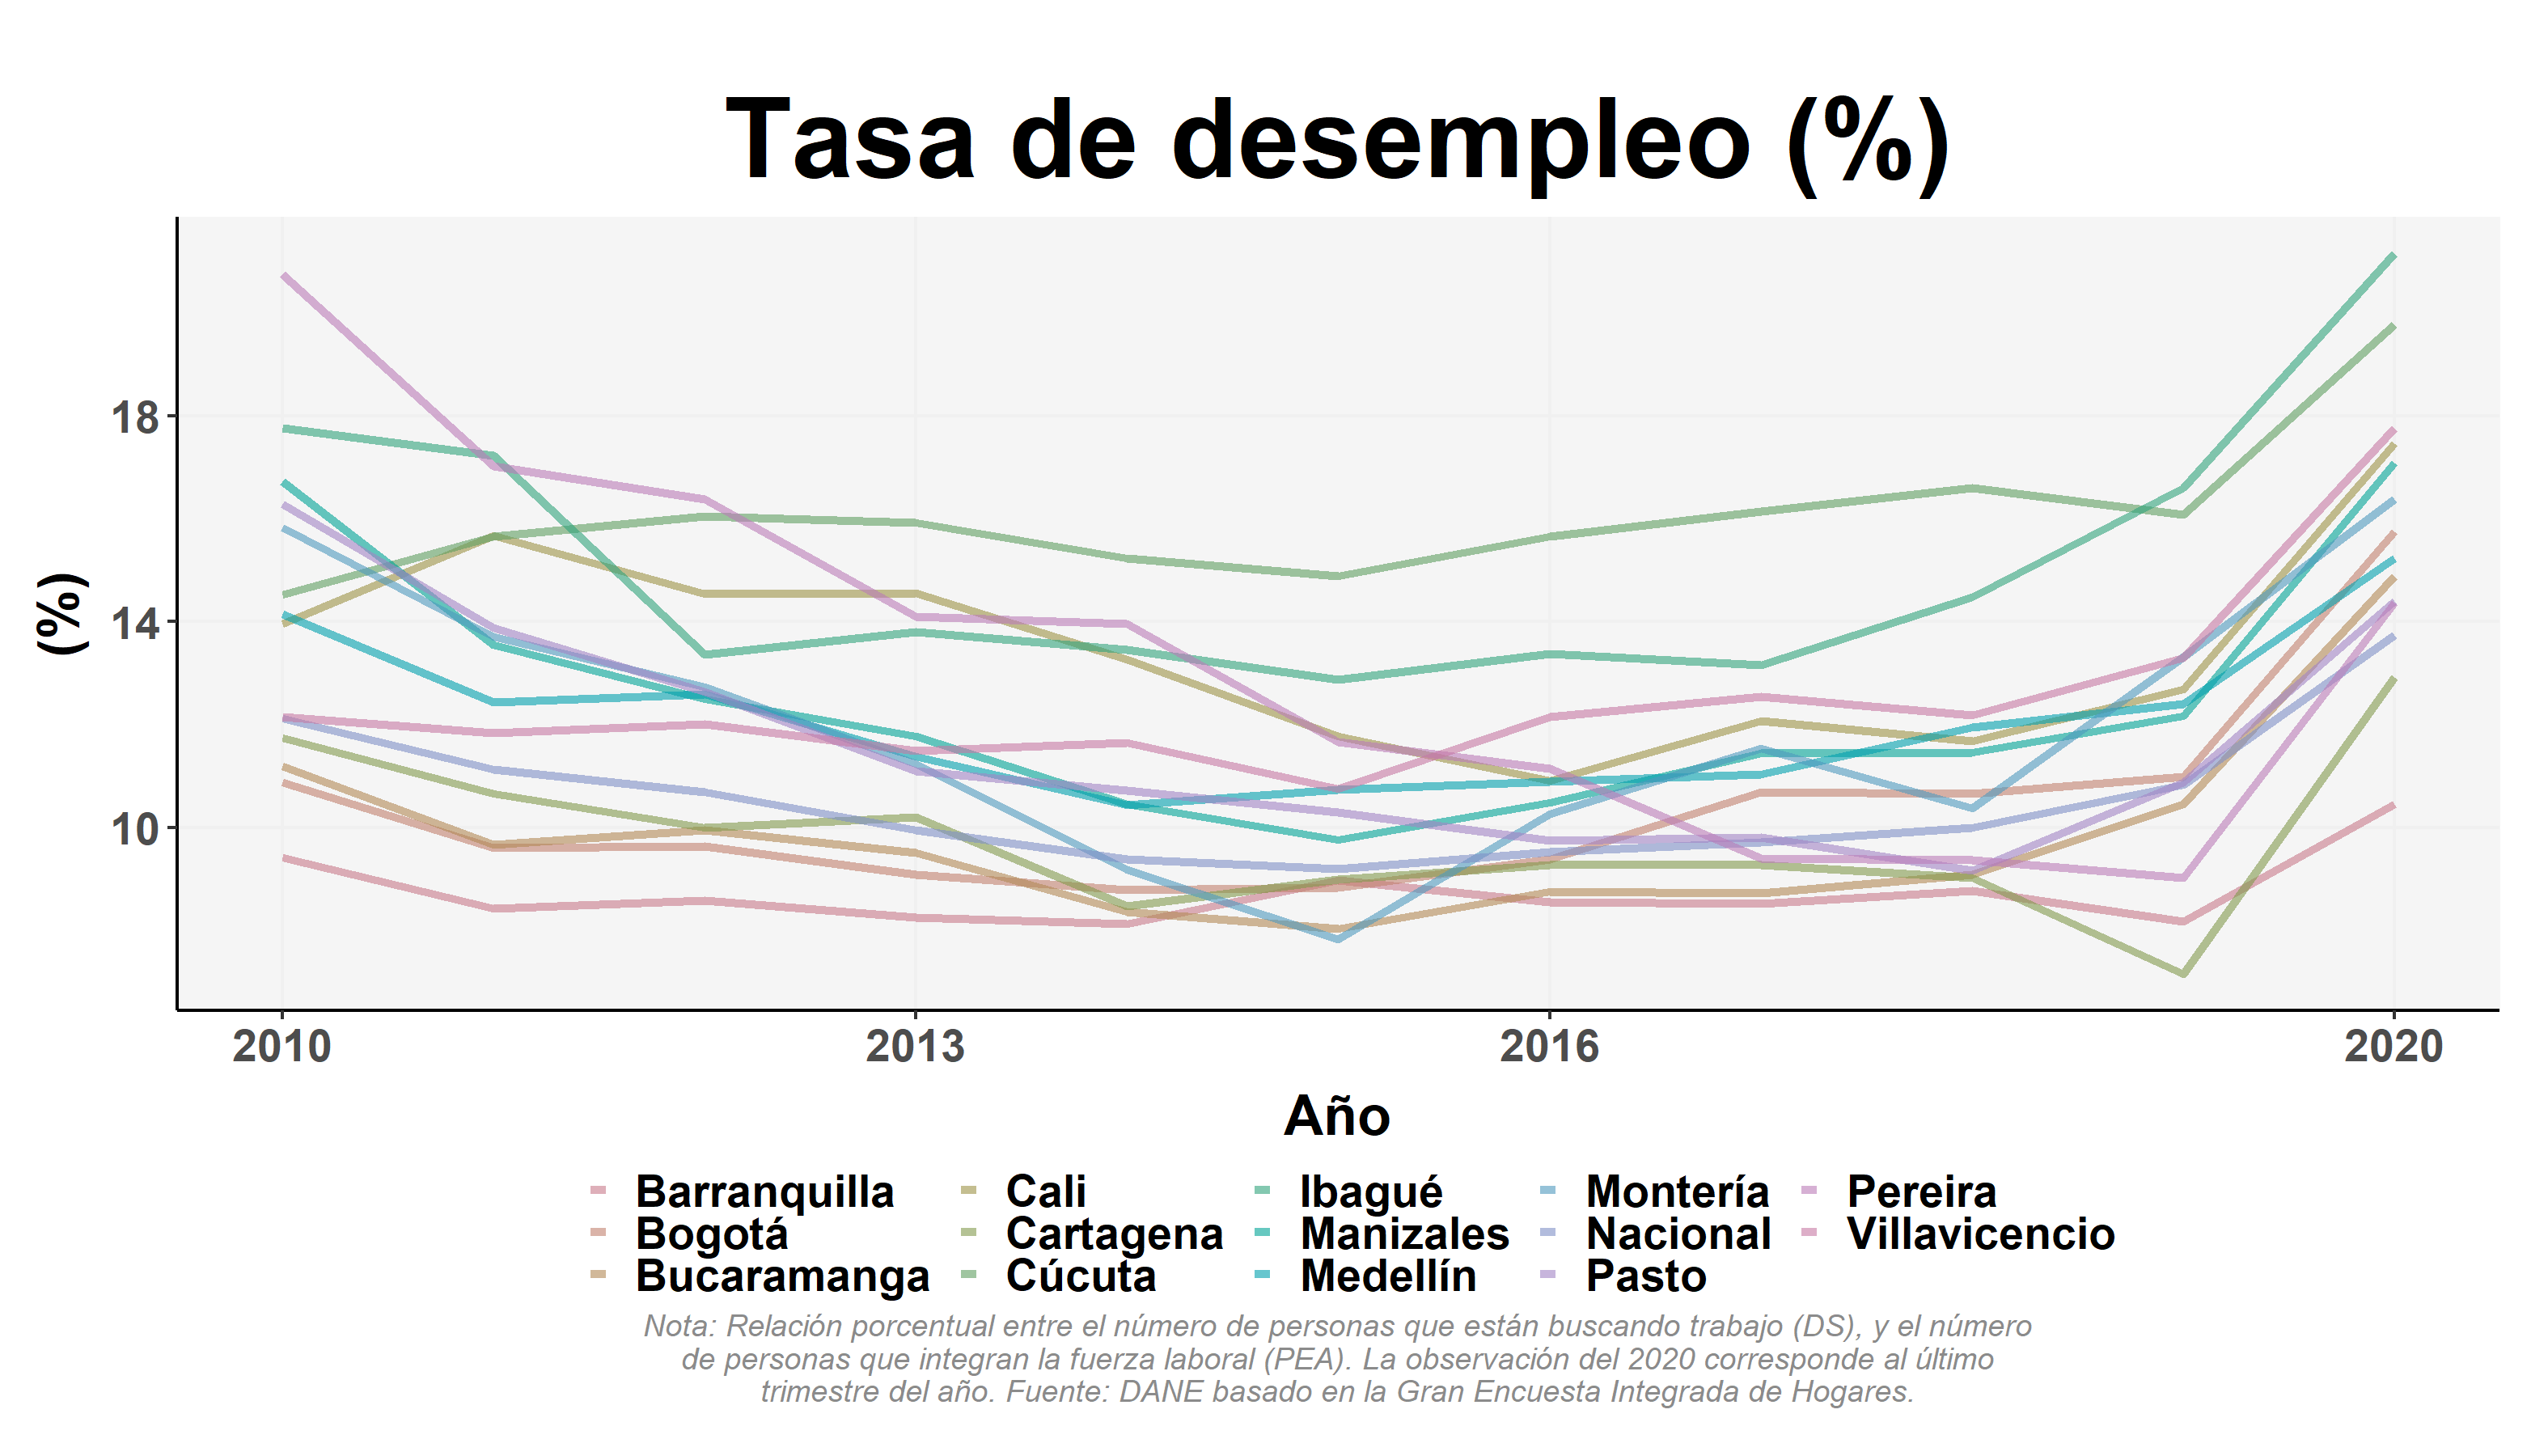 Tasa de desempleo (%)
(%)
18
14
10
2010 2013 2016 2020
Año
Barranquilla Cali Ibagué Montería Pereira
Bogotá Cartagena Manizales Nacional Villavicencio
Bucaramanga Cúcuta Medellín Pasto
Nota: Relación porcentual entre el número de personas que están buscando trabajo (DS), y el número
de personas que integran la fuerza laboral (PEA). La observación del 2020 corresponde al último
trimestre del año. Fuente: DANE basado en la Gran Encuesta Integrada de Hogares.